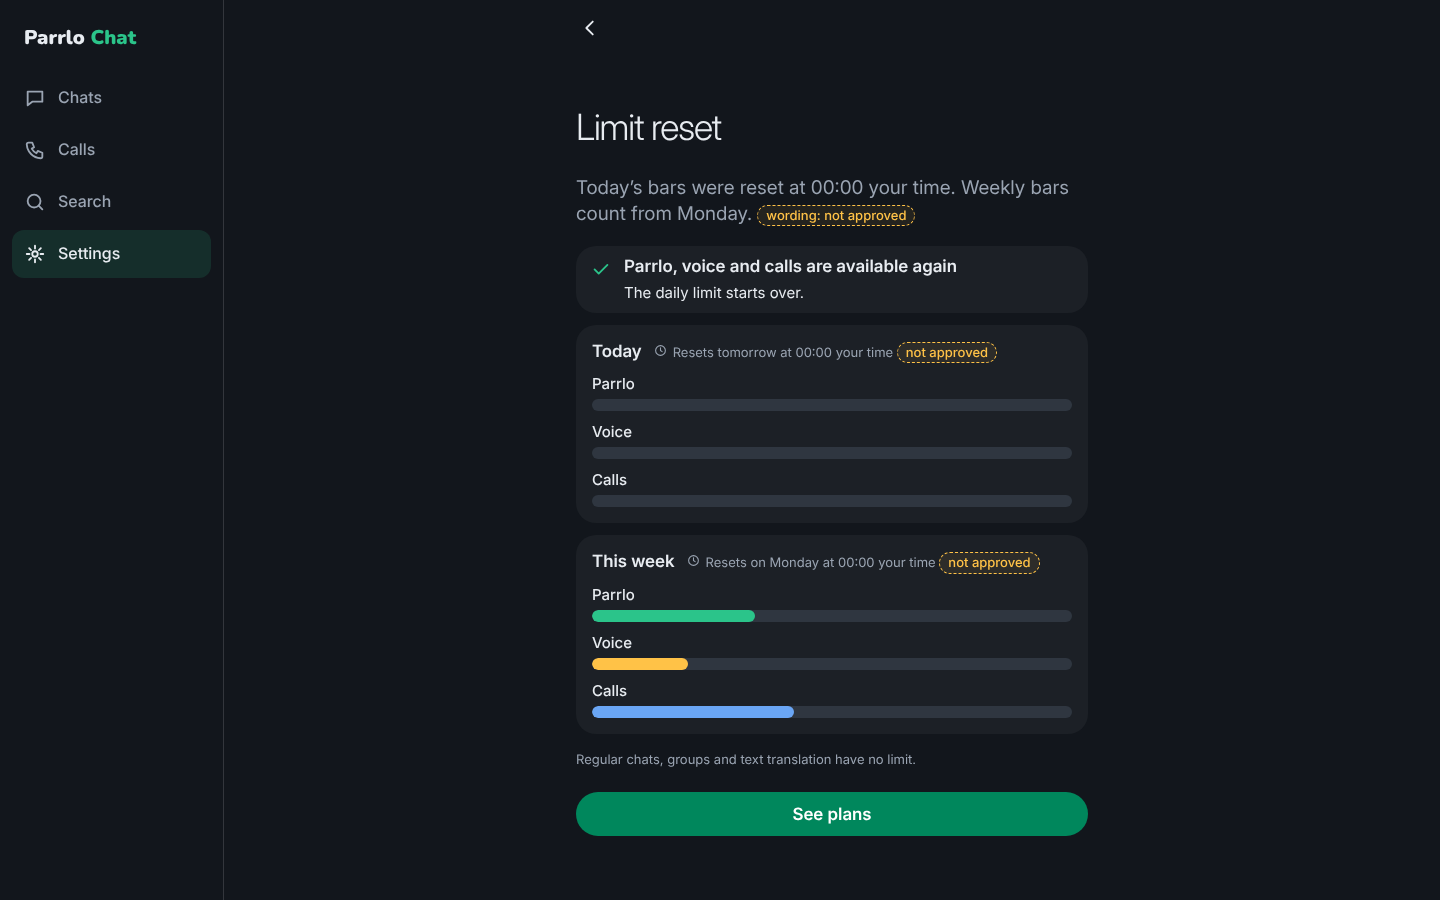 Parrlo Chat
Chats
Calls
Search
Settings
Limit reset
Today’s bars were reset at 00:00 your time. Weekly bars
count from Monday. wording: not approved
Parrlo, voice and calls are available again
The daily limit starts over.
Today Resets tomorrow at 00:00 your time not approved
Parrlo
Voice
Calls
This week Resets on Monday at 00:00 your time not approved
Parrlo
Voice
Calls
Regular chats, groups and text translation have no limit.
See plans